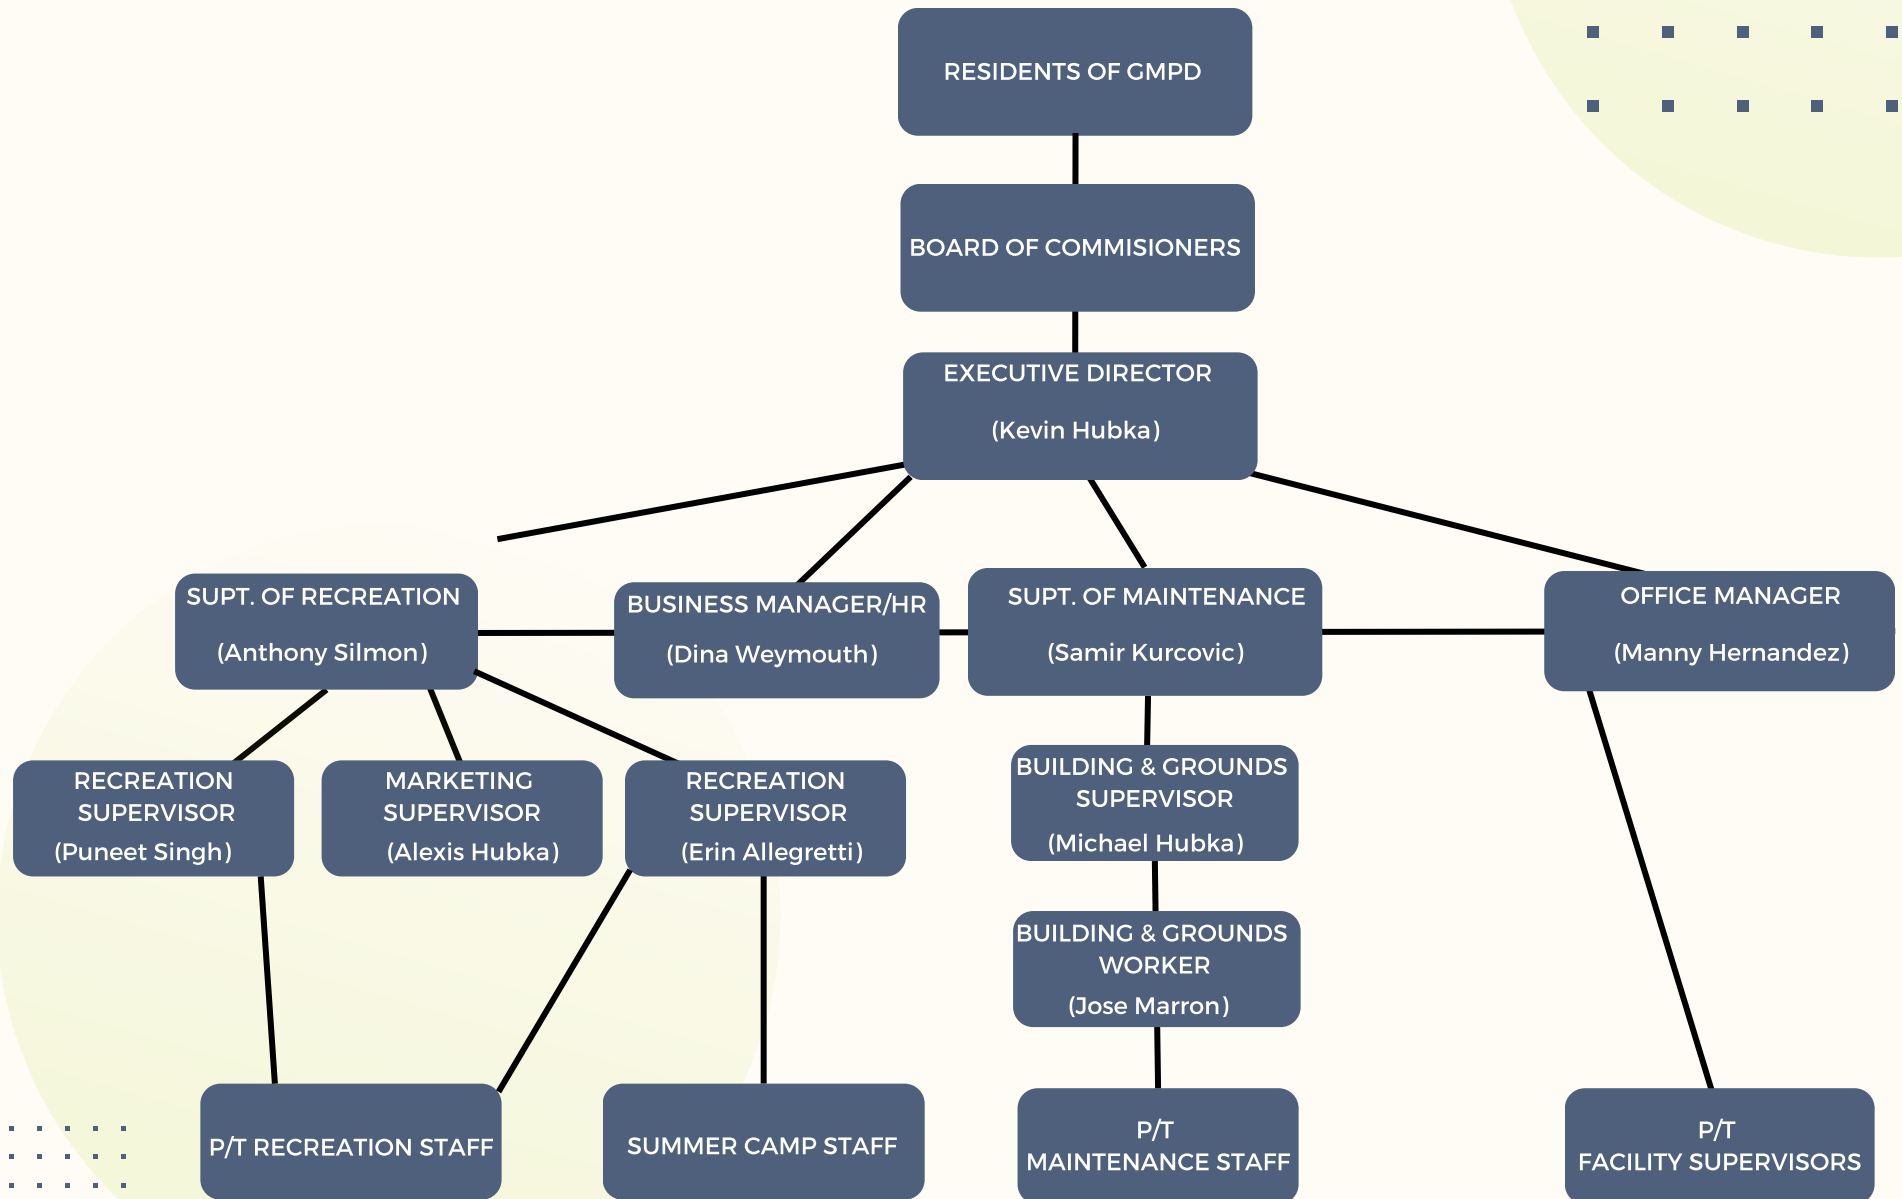 RESIDENTS OF GMPD
BOARD OF COMMISIONERS
EXECUTIVE DIRECTOR
(Kevin Hubka)
SUPT. OF RECREATION
(Anthony Silmon)
BUSINESS MANAGER/HR
(Dina Weymouth)
SUPT. OF MAINTENANCE
(Samir Kurcovic)
OFFICE MANAGER
(Manny Hernandez)
RECREATION
SUPERVISOR
(Puneet Singh)
MARKETING
SUPERVISOR
(Alexis Hubka)
RECREATION
SUPERVISOR
(Erin Allegretti)
BUILDING & GROUNDS
SUPERVISOR
(Michael Hubka)
BUILDING & GROUNDS
WORKER
(Jose Marron)
P/T RECREATION STAFF
SUMMER CAMP STAFF
P/T
MAINTENANCE STAFF
P/T
FACILITY SUPERVISORS